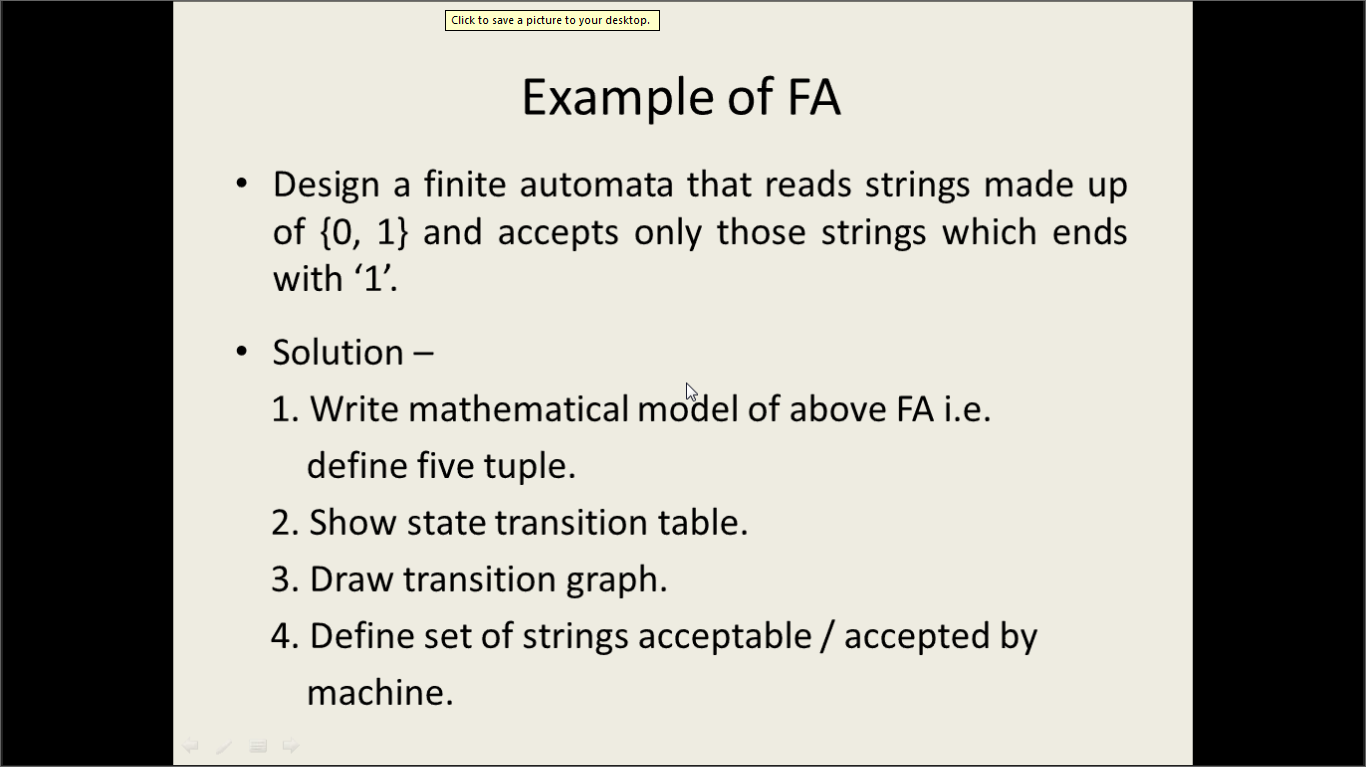 Click to save a picture to your desktop.
Example of FA
• Design a finite automata that reads strings made up
of {0, 1} and accepts only those strings which ends
with ‘1’.
• Solution –
1. Write mathematical model of above FA i.e.
define five tuple.
2. Show state transition table.
3. Draw transition graph.
4. Define set of strings acceptable / accepted by
machine.